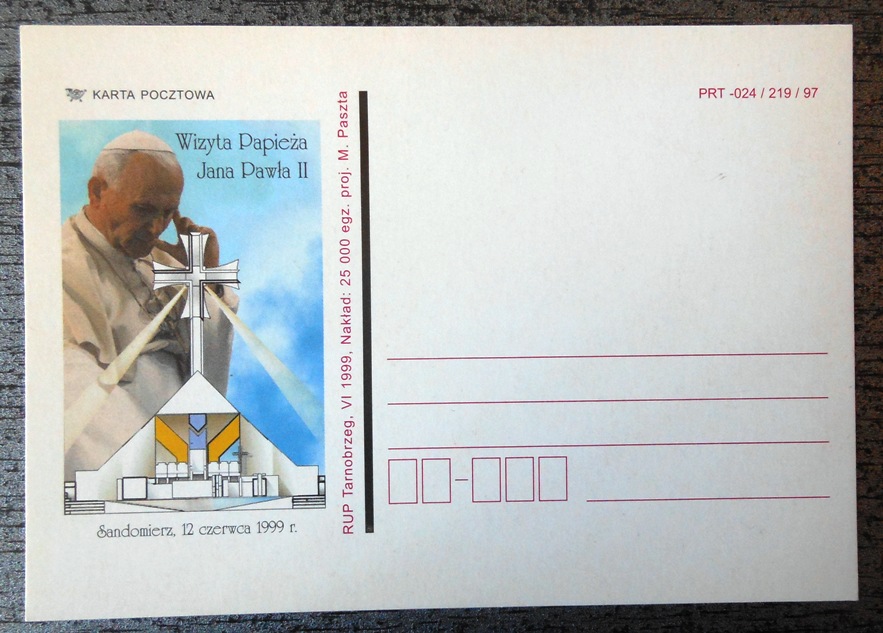 KARTA POCZTOWA
Wizyta Papieża
Jana Pawła II
Sandomierz, 12 czerwca 1999 r.
RUP Tarnobrzeg, VI 1999, Nakład: 25 000 egz. proj. M. Paszta
PRT -024 / 219 / 97